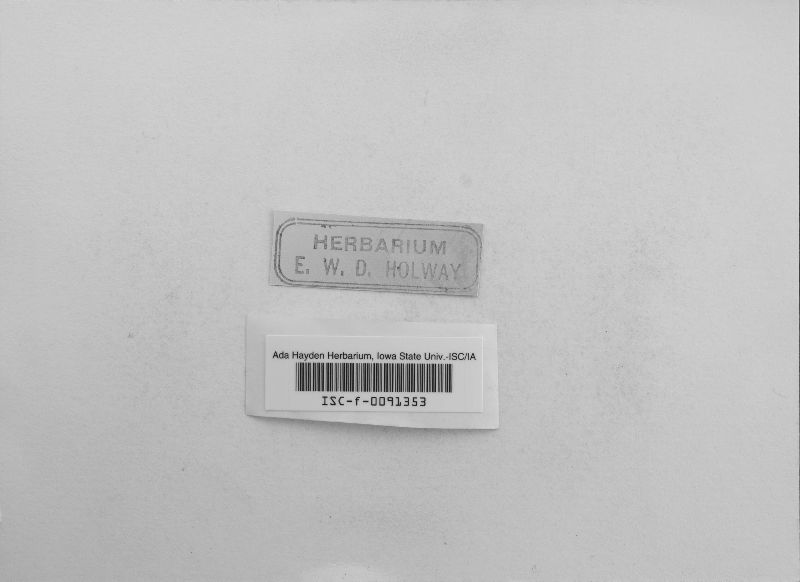 HERBARIUM
E. W. D. HOLWAY
Ada Hayden Herbarium, Iowa State Univ.-ISC/IA
ISC-f-0091353